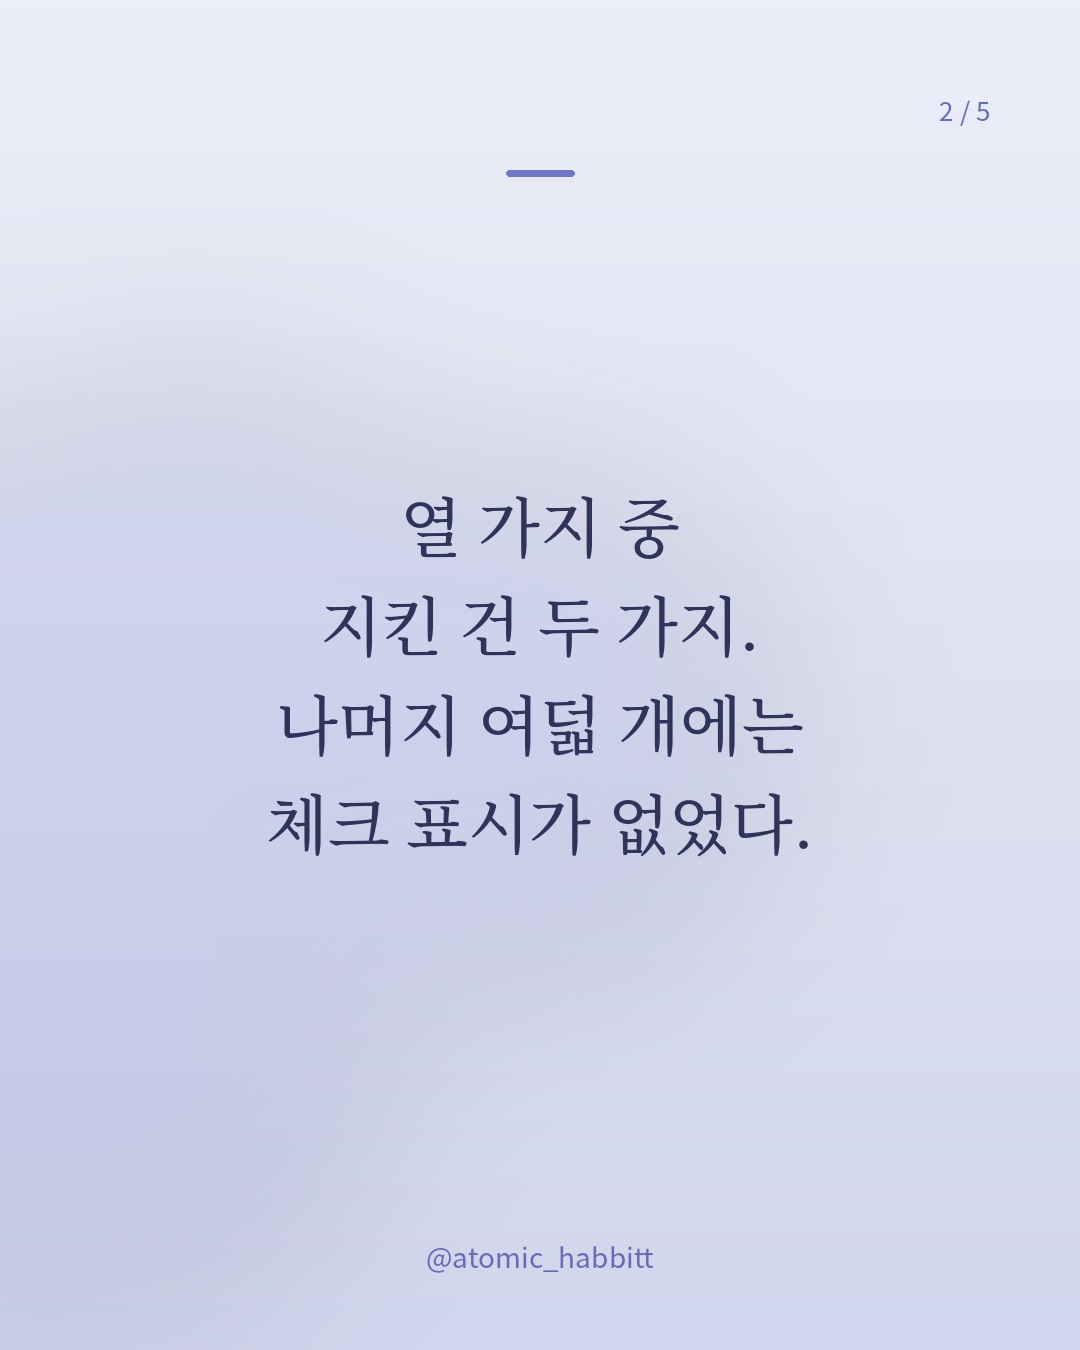 2 / 5
열 가지 중
지킨 건 두 가지.
나머지 여덟 개에는
체크 표시가 없었다.
@atomic_habbitt